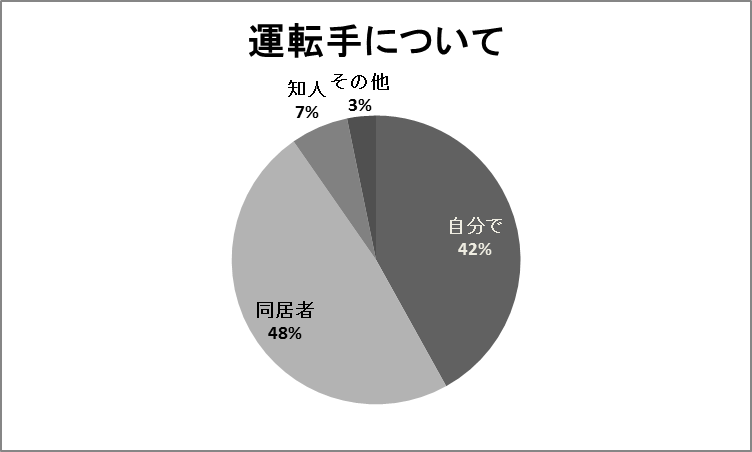 運転手について
その他
3%
知人
7%
自分で
42%
同居者
48%